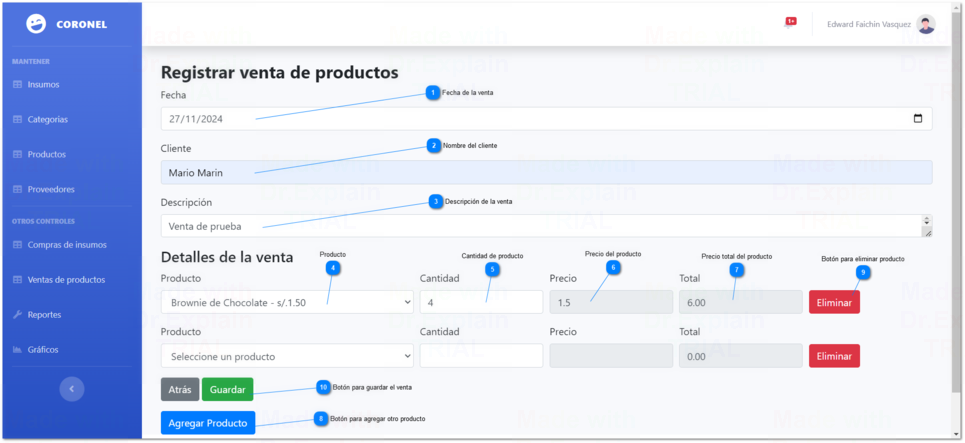 CORONEL
1+
Edward Faichin Vasquez
MANTENER
Insumos
Categorias
Productos
Proveedores
OTROS CONTROLES
Compras de insumos
Ventas de productos
Reportes
Gráficos
Registrar venta de productos
Fecha
1 Fecha de la venta
27/11/2024
Cliente
2 Nombre del cliente
Mario Marin
Descripción
3 Descripción de la venta
Venta de prueba
Detalles de la venta
Producto Cantidad de producto Precio del producto Precio total del producto Botón para eliminar producto
4 5 6 7 9
Producto Cantidad Precio Total
Brownie de Chocolate - s/.1.50 4 1.5 6.00 Eliminar
Producto Cantidad Precio Total
Seleccione un producto 0.00 Eliminar
Atrás Guardar 10 Botón para guardar el venta
Agregar Producto 8 Botón para agregar otro producto
Made with
Dr.Explain
TRIAL